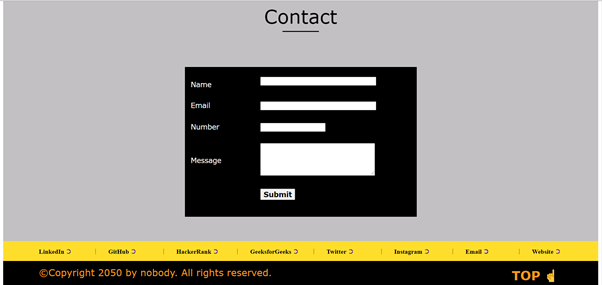 Contact
Name
Email
Number
Message
Submit
LinkedIn ➲ | GitHub ➲ | HackerRank ➲ | GeeksforGeeks ➲ | Twitter ➲ | Instagram ➲ | Email ➲ | Website ➲
©Copyright 2050 by nobody. All rights reserved.
TOP ☝